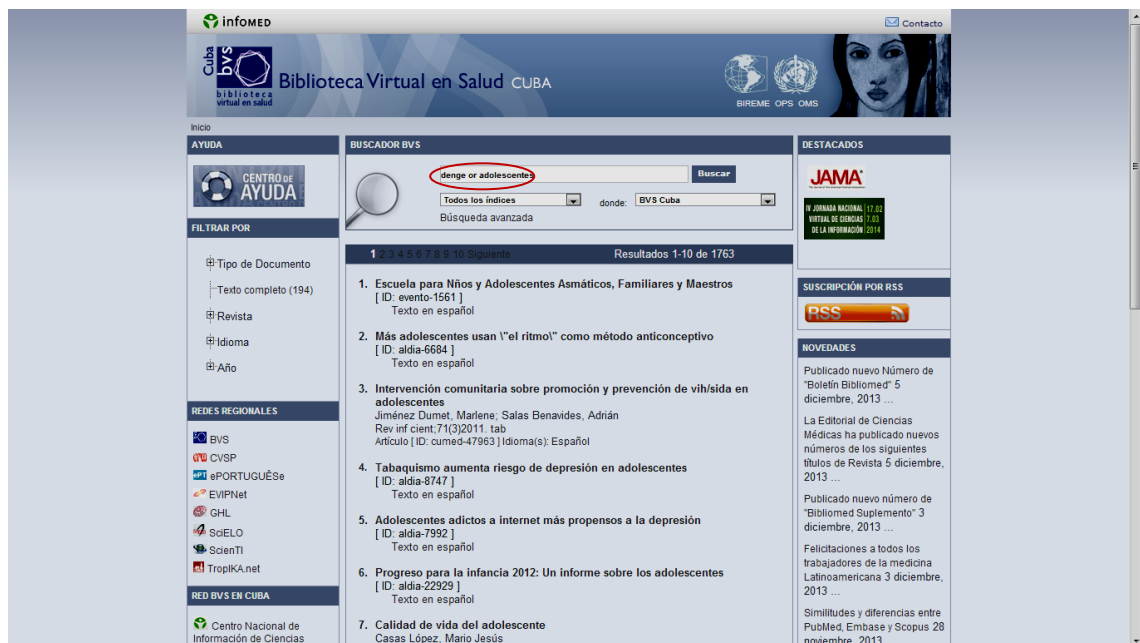 infOMED
Contacto
Cuba
bvs
biblioteca
virtual en salud
Biblioteca Virtual en Salud CUBA
BIREME OPS OMS
Inicio
AYUDA
CENTRO DE
AYUDA
FILTRAR POR
Tipo de Documento
Texto completo (194)
Revista
Idioma
Año
REDES REGIONALES
BVS
CVSP
ePORTUGUÊSe
EVIPNet
GHL
SciELO
ScienTI
TropIKA.net
RED BVS EN CUBA
Centro Nacional de
Información de Ciencias
BUSCADOR BVS
denge or adolescentes
Buscar
Todos los índices donde: BVS Cuba
Búsqueda avanzada
1 2 3 4 5 6 7 8 9 10 Siguiente Resultados 1-10 de 1763
1. Escuela para Nños y Adolescentes Asmáticos, Familiares y Maestros
[ ID: evento-1561 ]
Texto en español
2. Más adolescentes usan \"el ritmo\" como método anticonceptivo
[ ID: aldia-6684 ]
Texto en español
3. Intervención comunitaria sobre promoción y prevención de vih/sida en
adolescentes
Jiménez Dumet, Marlene; Salas Benavides, Adrián
Rev inf cient;71(3)2011. tab
Artículo [ ID: cumed-47963 ] Idioma(s): Español
4. Tabaquismo aumenta riesgo de depresión en adolescentes
[ ID: aldia-8747 ]
Texto en español
5. Adolescentes adictos a internet más propensos a la depresión
[ ID: aldia-7992 ]
Texto en español
6. Progreso para la infancia 2012: Un informe sobre los adolescentes
[ ID: aldia-22929 ]
Texto en español
7. Calidad de vida del adolescente
Casas López, Mario Jesús
DESTACADOS
JAMA
IV JORNADA NACIONAL 17.02
VIRTUAL DE CIENCIAS 7.03
DE LA INFORMACIÓN 2014
SUSCRIPCIÓN POR RSS
RSS
NOVEDADES
Publicado nuevo Número de
"Boletín Bibliomed" 5
diciembre, 2013 ...
La Editorial de Ciencias
Médicas ha publicado nuevos
números de los siguientes
títulos de Revista 5 diciembre,
2013 ...
Publicado nuevo número de
"Bibliomed Suplemento" 3
diciembre, 2013 ...
Felicitaciones a todos los
trabajadores de la medicina
Latinoamericana 3 diciembre,
2013 ...
Similitudes y diferencias entre
PubMed, Embase y Scopus 28
noviembre, 2013